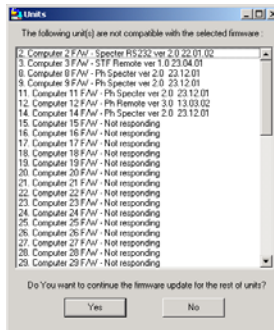 Units
The following unit(s) are not compatible with the selected firmware :
2. Computer 2 F/W - Specter RS232 ver 2.0 22.01.02
3. Computer 3 F/W - STF Remote ver 1.0 23.04.01
8. Computer 8 F/W - Ph Specter ver 2.0 23.12.01
9. Computer 9 F/W - Ph Specter ver 2.0 23.12.01
11. Computer 11 F/W - Ph Specter ver 2.0 23.12.01
12. Computer 12 F/W - Ph Remote ver 3.0 13.03.02
14. Computer 14 F/W - Ph Specter ver 2.0 23.12.01
15. Computer 15 F/W - Not responding
16. Computer 16 F/W - Not responding
17. Computer 17 F/W - Not responding
18. Computer 18 F/W - Not responding
19. Computer 19 F/W - Not responding
20. Computer 20 F/W - Not responding
21. Computer 21 F/W - Not responding
22. Computer 22 F/W - Not responding
23. Computer 23 F/W - Not responding
24. Computer 24 F/W - Not responding
25. Computer 25 F/W - Not responding
26. Computer 26 F/W - Not responding
27. Computer 27 F/W - Not responding
28. Computer 28 F/W - Not responding
29. Computer 29 F/W - Not responding
Do You want to continue the firmware update for the rest of units?
Yes
No